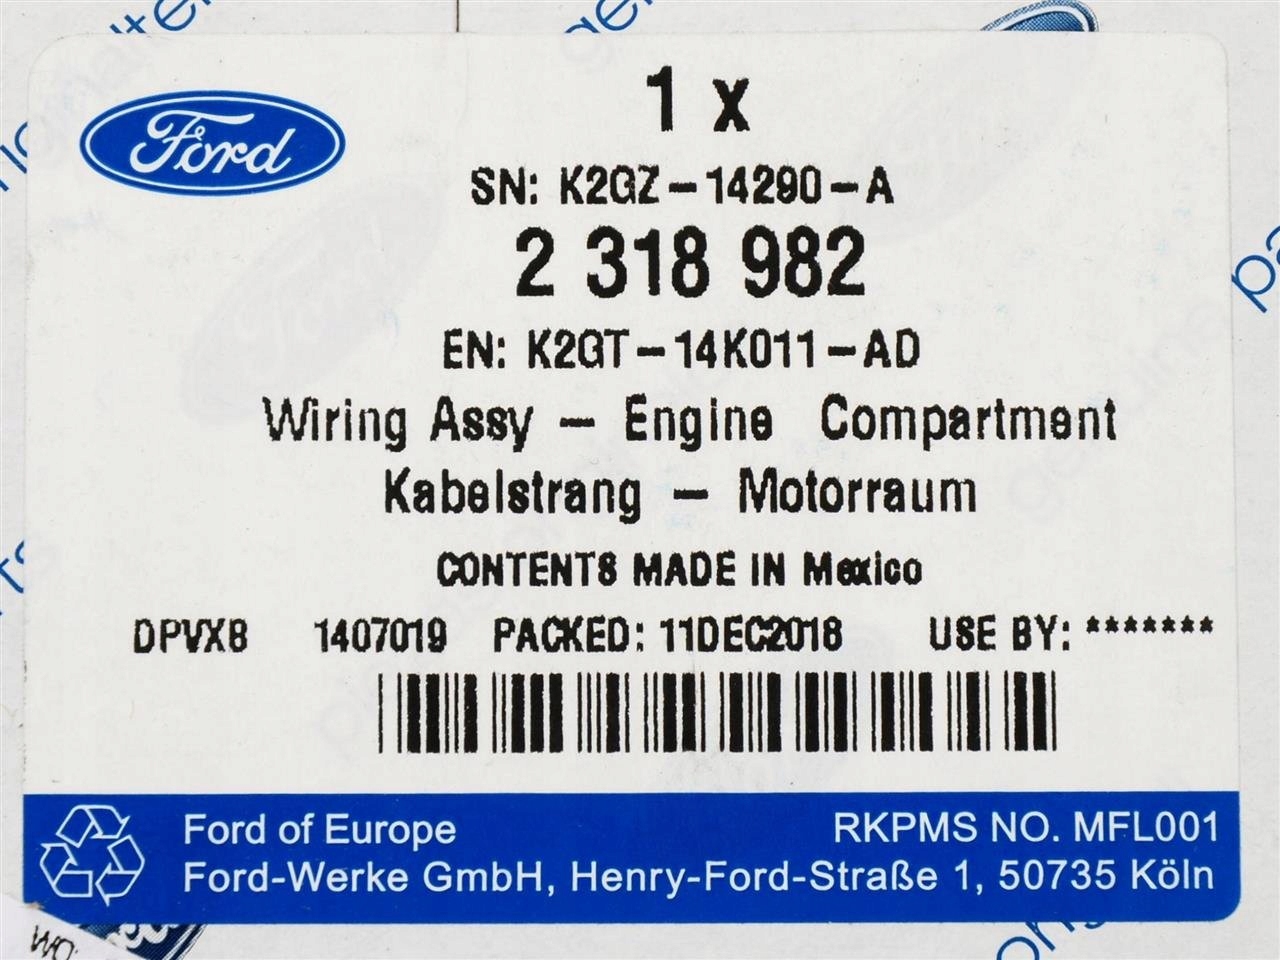 Ford
1 x
SN: K2GZ-14290-A
2 318 982
EN: K2GT-14K011-AD
Wiring Assy - Engine Compartment
Kabelstrang - Motorraum
CONTENTS MADE IN Mexico
DPVXB 1407019 PACKED: 11DEC2018 USE BY: *******
Ford of Europe RKPMS NO. MFL001
Ford-Werke GmbH, Henry-Ford-Straße 1, 50735 Köln